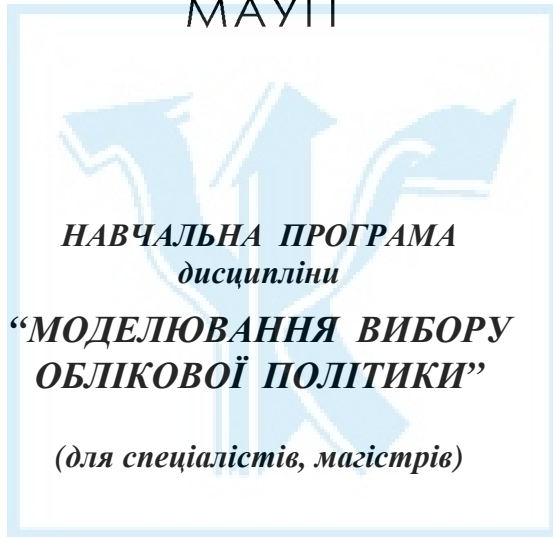 МАУП
НАВЧАЛЬНА ПРОГРАМА
дисципліни
“МОДЕЛЮВАННЯ ВИБОРУ
ОБЛІКОВОЇ ПОЛІТИКИ”
(для спеціалістів, магістрів)